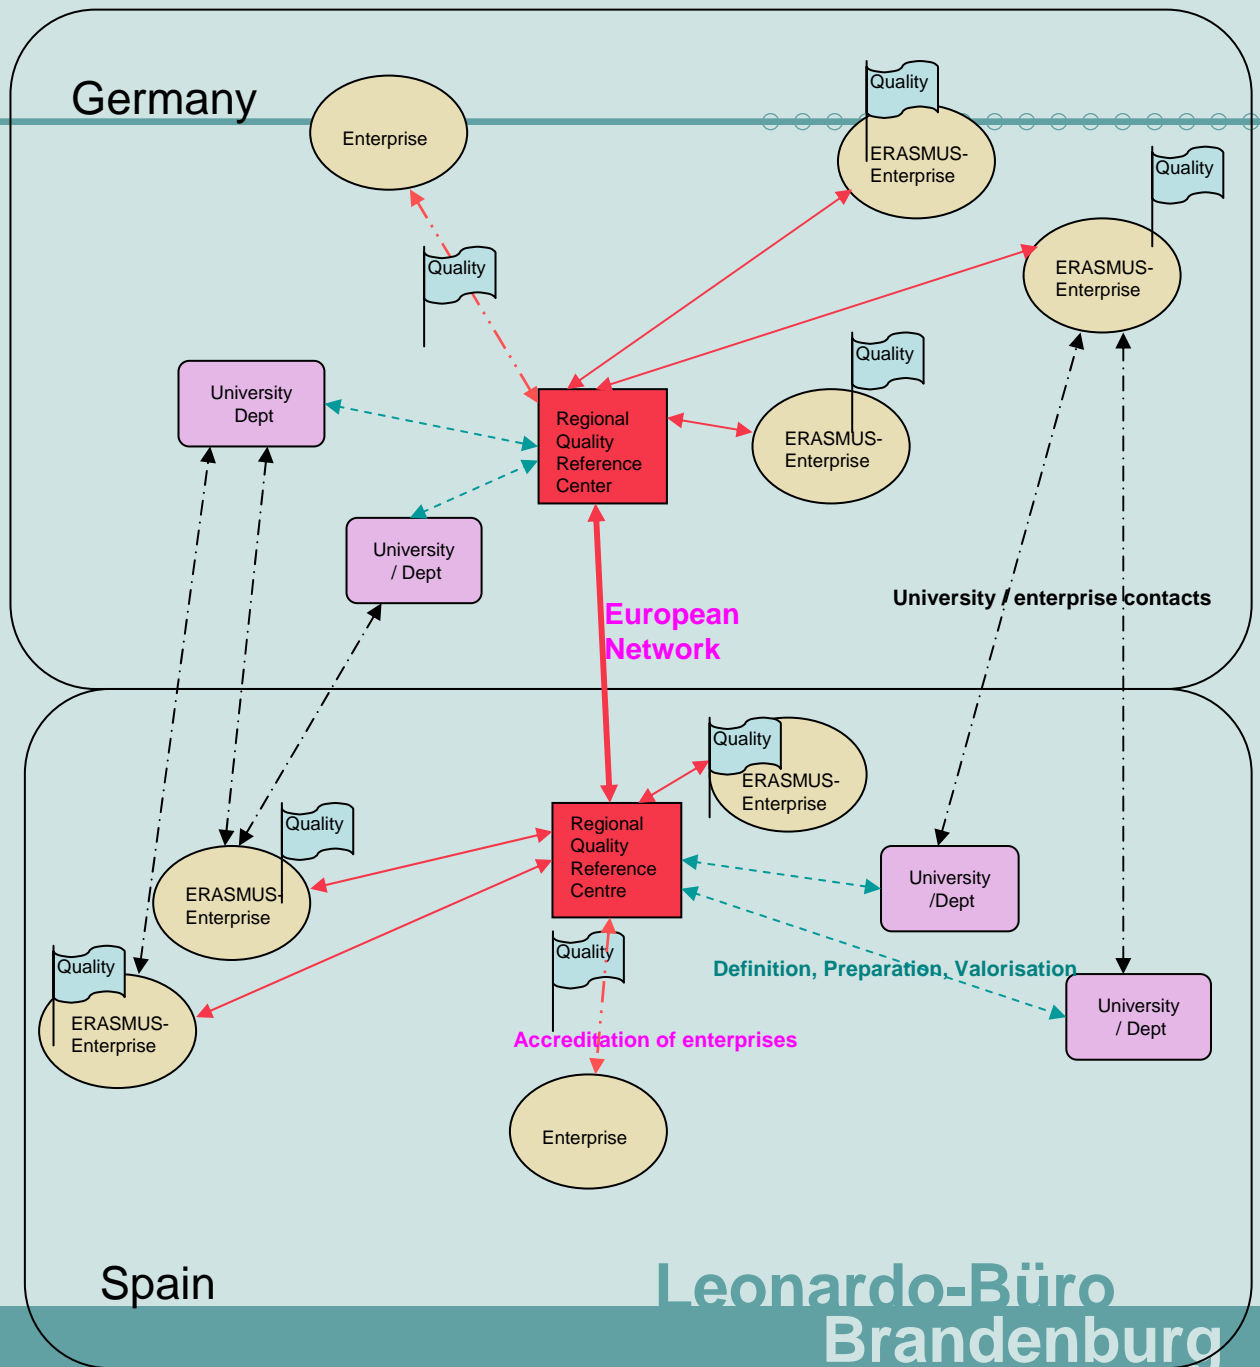 Germany
Enterprise
Quality
ERASMUS-
Enterprise
Quality
ERASMUS-
Enterprise
Quality
University
Dept
Quality
ERASMUS-
Enterprise
Regional
Quality
Reference
Center
University
/ Dept
University / enterprise contacts
European
Network
Quality
ERASMUS-
Enterprise
Quality
ERASMUS-
Enterprise
Regional
Quality
Reference
Centre
University
/Dept
Quality
ERASMUS-
Enterprise
Quality
Definition, Preparation, Valorisation
University
/ Dept
Accreditation of enterprises
Enterprise
Spain
Leonardo-Büro
Brandenburg